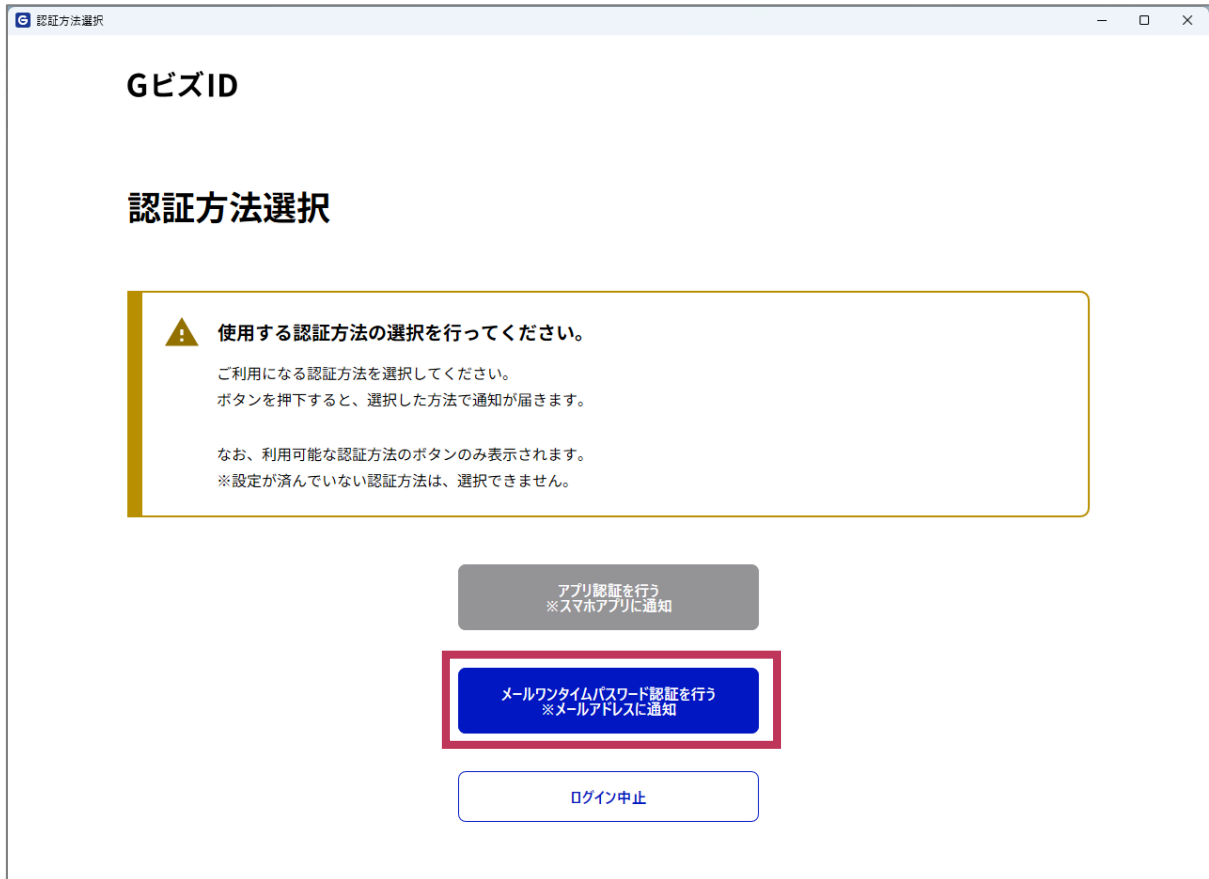 認証方法選択
GビズID
認証方法選択
使用する認証方法の選択を行ってください。
ご利用になる認証方法を選択してください。
ボタンを押下すると、選択した方法で通知が届きます。
なお、利用可能な認証方法のボタンのみ表示されます。
※設定が済んでいない認証方法は、選択できません。
アプリ認証を行う
※スマホアプリに通知
メールワンタイムパスワード認証を行う
※メールアドレスに通知
ログイン中止